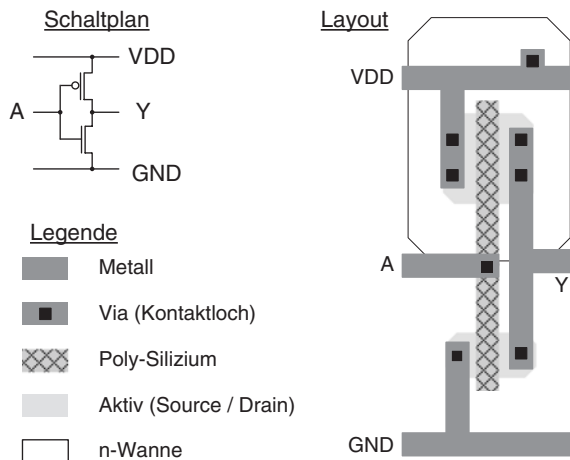 Schaltplan
VDD
A
Y
GND
Legende
Metall
Via (Kontaktloch)
Poly-Silizium
Aktiv (Source / Drain)
n-Wanne
Layout
VDD
A
Y
GND